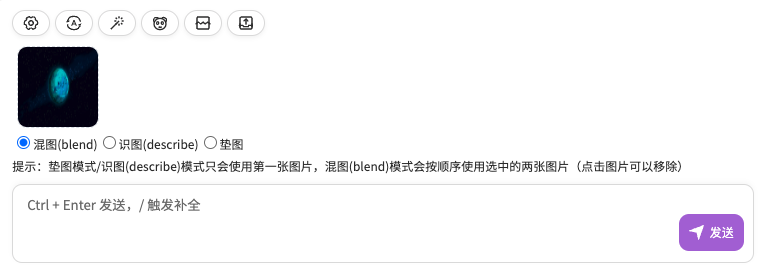 混图(blend) 识图(describe) 垫图
提示：垫图模式/识图(describe)模式只会使用第一张图片，混图(blend)模式会按顺序使用选中的两张图片（点击图片可以移除）
Ctrl + Enter 发送，/ 触发补全
发送